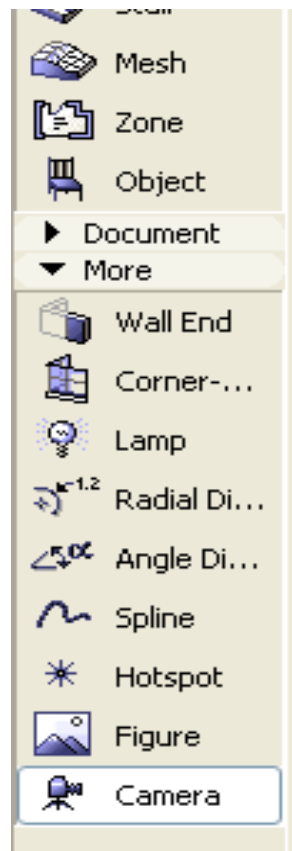 Mesh
Zone
Object
Document
More
Wall End
Corner-...
Lamp
1.2
Radial Di...
Angle Di...
Spline
Hotspot
Figure
Camera